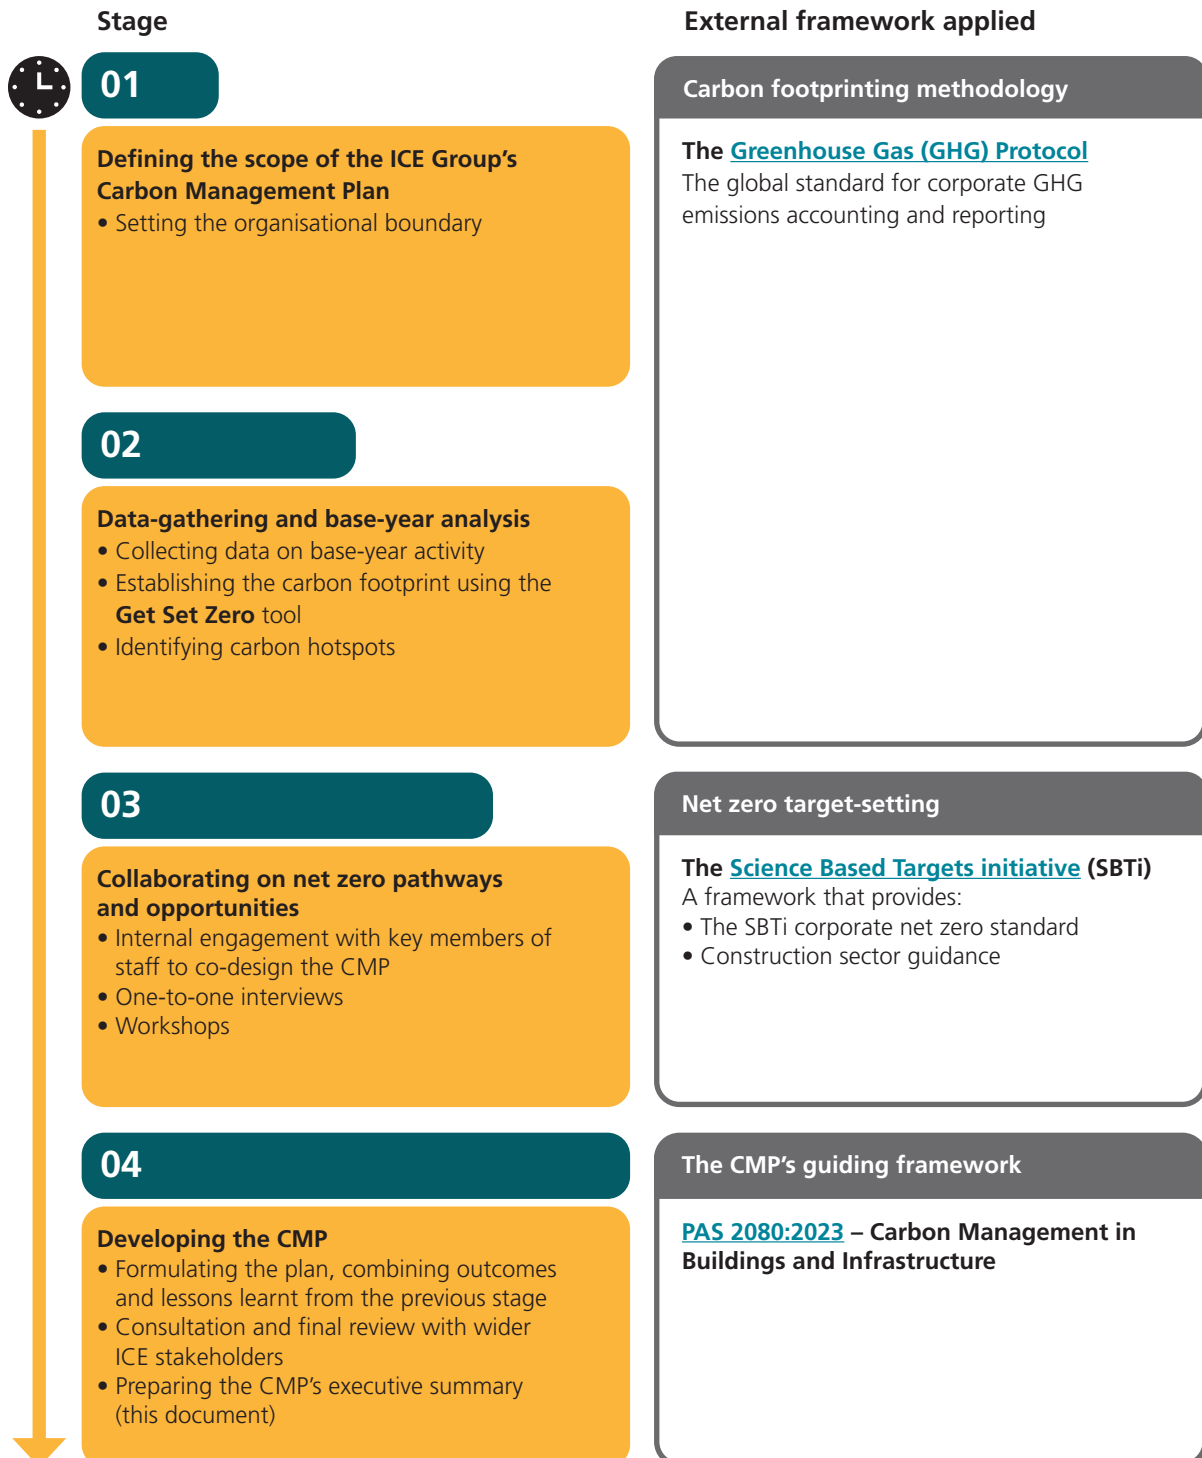 Stage
External framework applied
01
Carbon footprinting methodology
Defining the scope of the ICE Group's
Carbon Management Plan
• Setting the organisational boundary
The Greenhouse Gas (GHG) Protocol
The global standard for corporate GHG
emissions accounting and reporting
02
Data-gathering and base-year analysis
• Collecting data on base-year activity
• Establishing the carbon footprint using the
Get Set Zero tool
• Identifying carbon hotspots
03
Net zero target-setting
Collaborating on net zero pathways
and opportunities
• Internal engagement with key members of
staff to co-design the CMP
• One-to-one interviews
• Workshops
The Science Based Targets initiative (SBTi)
A framework that provides:
• The SBTi corporate net zero standard
• Construction sector guidance
04
The CMP's guiding framework
Developing the CMP
• Formulating the plan, combining outcomes
and lessons learnt from the previous stage
• Consultation and final review with wider
ICE stakeholders
• Preparing the CMP's executive summary
(this document)
PAS 2080:2023 – Carbon Management in
Buildings and Infrastructure